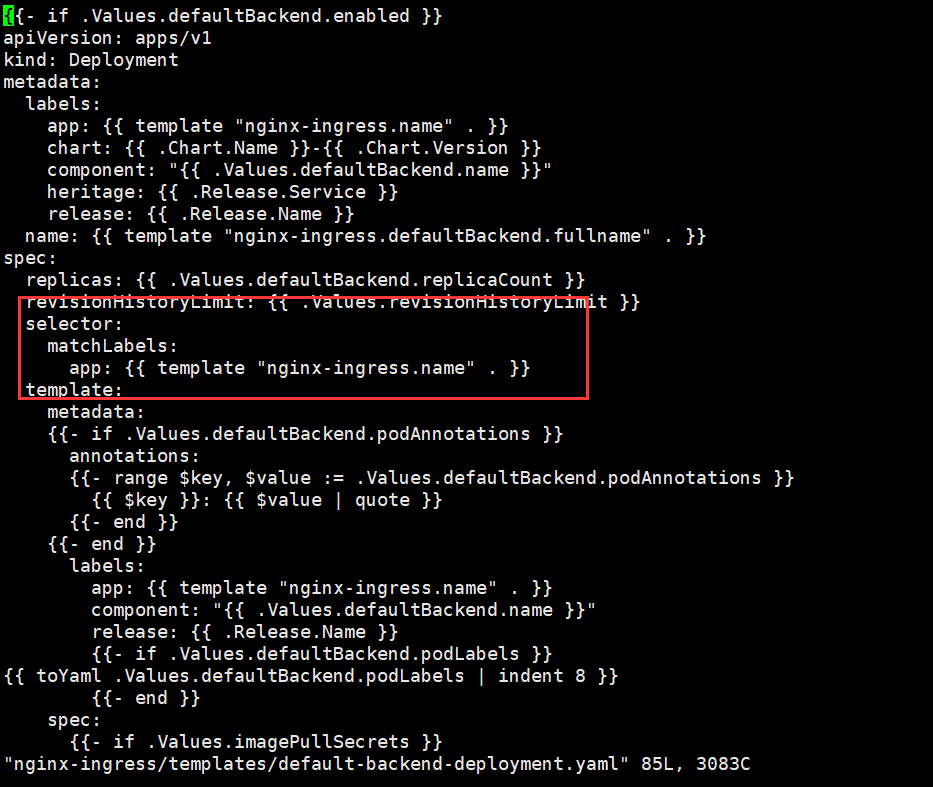 {{- if .Values.defaultBackend.enabled }}
apiVersion: apps/v1
kind: Deployment
metadata:
  labels:
    app: {{ template "nginx-ingress.name" . }}
    chart: {{ .Chart.Name }}-{{ .Chart.Version }}
    component: "{{ .Values.defaultBackend.name }}"
    heritage: {{ .Release.Service }}
    release: {{ .Release.Name }}
  name: {{ template "nginx-ingress.defaultBackend.fullname" . }}
spec:
  replicas: {{ .Values.defaultBackend.replicaCount }}
  revisionHistoryLimit: {{ .Values.revisionHistoryLimit }}
  selector:
    matchLabels:
      app: {{ template "nginx-ingress.name" . }}
  template:
    metadata:
    {{- if .Values.defaultBackend.podAnnotations }}
      annotations:
      {{- range $key, $value := .Values.defaultBackend.podAnnotations }}
        {{ $key }}: {{ $value | quote }}
      {{- end }}
    {{- end }}
      labels:
        app: {{ template "nginx-ingress.name" . }}
        component: "{{ .Values.defaultBackend.name }}"
        release: {{ .Release.Name }}
        {{- if .Values.defaultBackend.podLabels }}
{{ toYaml .Values.defaultBackend.podLabels | indent 8 }}
        {{- end }}
    spec:
      {{- if .Values.imagePullSecrets }}
"nginx-ingress/templates/default-backend-deployment.yaml" 85L, 3083C